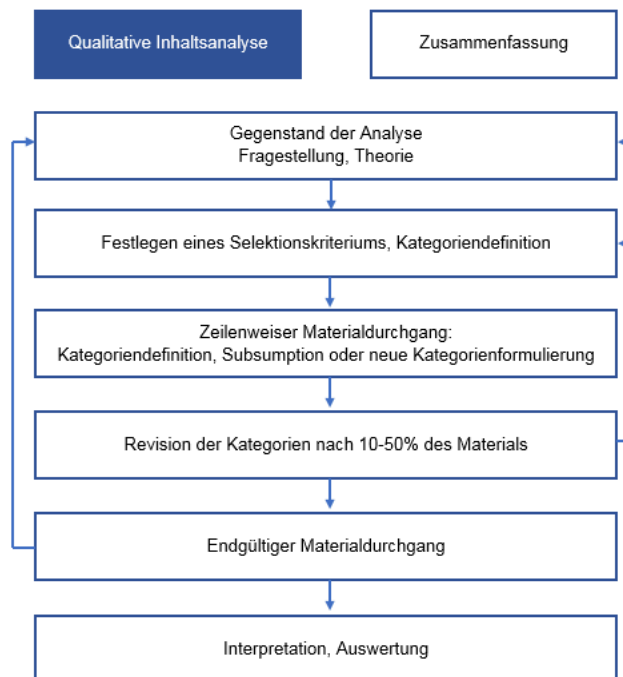 Qualitative Inhaltsanalyse
Zusammenfassung
Gegenstand der Analyse
Fragestellung, Theorie
Festlegen eines Selektionskriteriums, Kategoriendefinition
Zeilenweiser Materialdurchgang:
Kategoriendefinition, Subsumption oder neue Kategorienformulierung
Revision der Kategorien nach 10-50% des Materials
Endgültiger Materialdurchgang
Interpretation, Auswertung